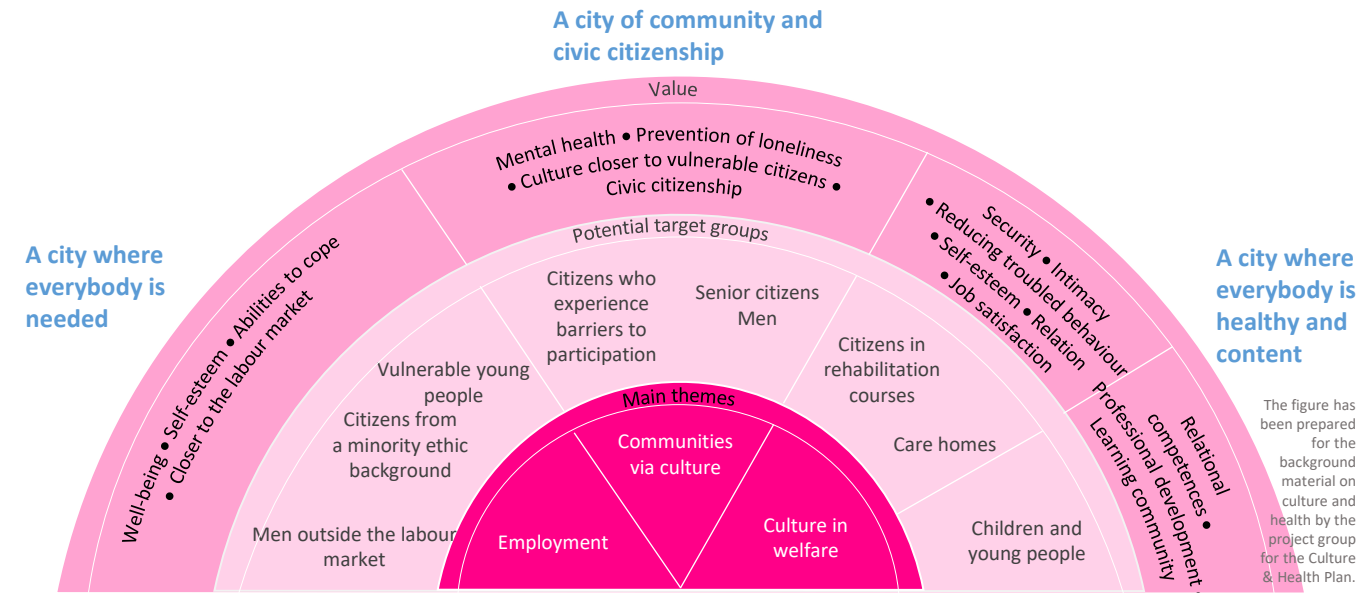 A city of community and
civic citizenship
Value
Mental health • Prevention of loneliness
• Culture closer to vulnerable citizens •
Civic citizenship
A city where
everybody is
needed
Well-being • Self-esteem • Abilities to cope
• Closer to the labour market
Security • Intimacy
• Reducing troubled behaviour
• Self-esteem • Relation
• Job satisfaction
A city where
everybody is
healthy and
content
Relational
competences •
Professional development •
Learning community
Potential target groups
Men outside the labour
market
Citizens from
a minority ethic
background
Vulnerable young
people
Citizens who
experience
barriers to
participation
Senior citizens
Men
Citizens in
rehabilitation
courses
Care homes
Children and
young people
Main themes
Employment
Communities
via culture
Culture in
welfare
The figure has
been prepared
for the
background
material on
culture and
health by the
project group
for the Culture
& Health Plan.